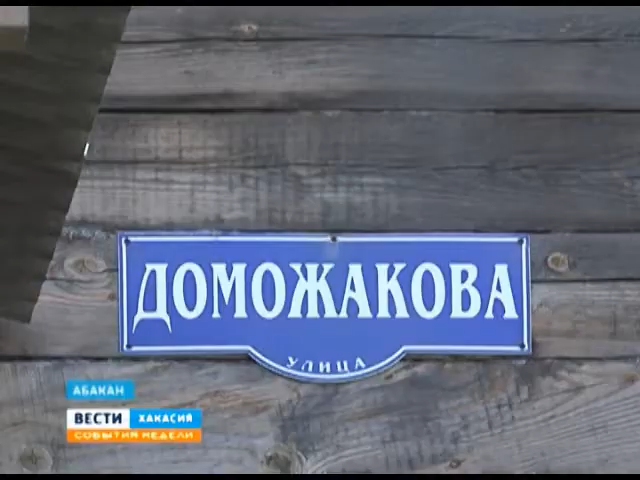 ДОМОЖАКОВА
УЛИЦА
АБАКАН
ВЕСТИ ХАКАСИЯ
СОБЫТИЯ НЕДЕЛИ